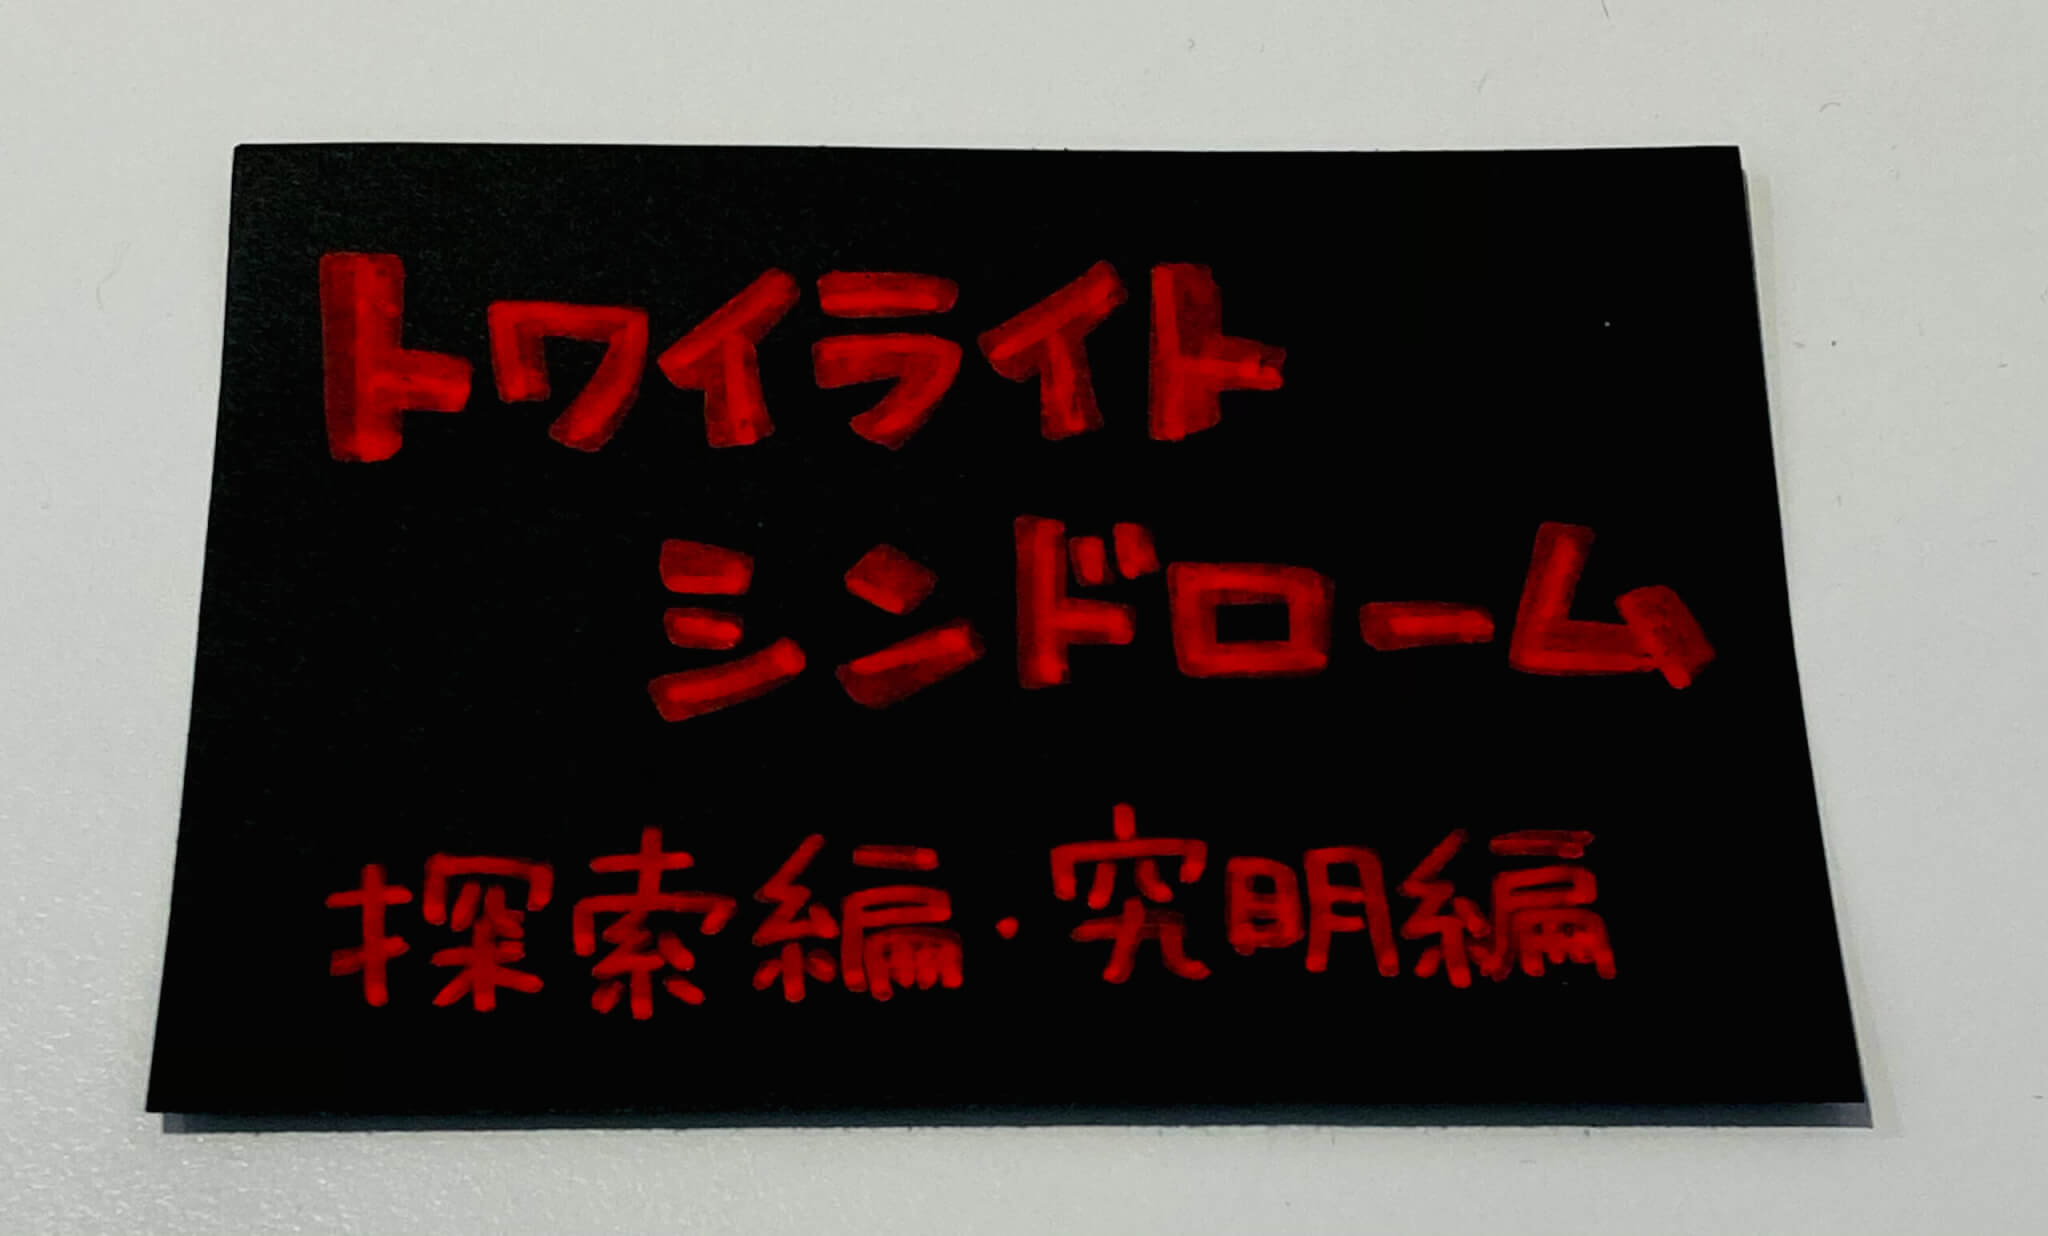 トワイライト
シンドローム
探索編・究明編